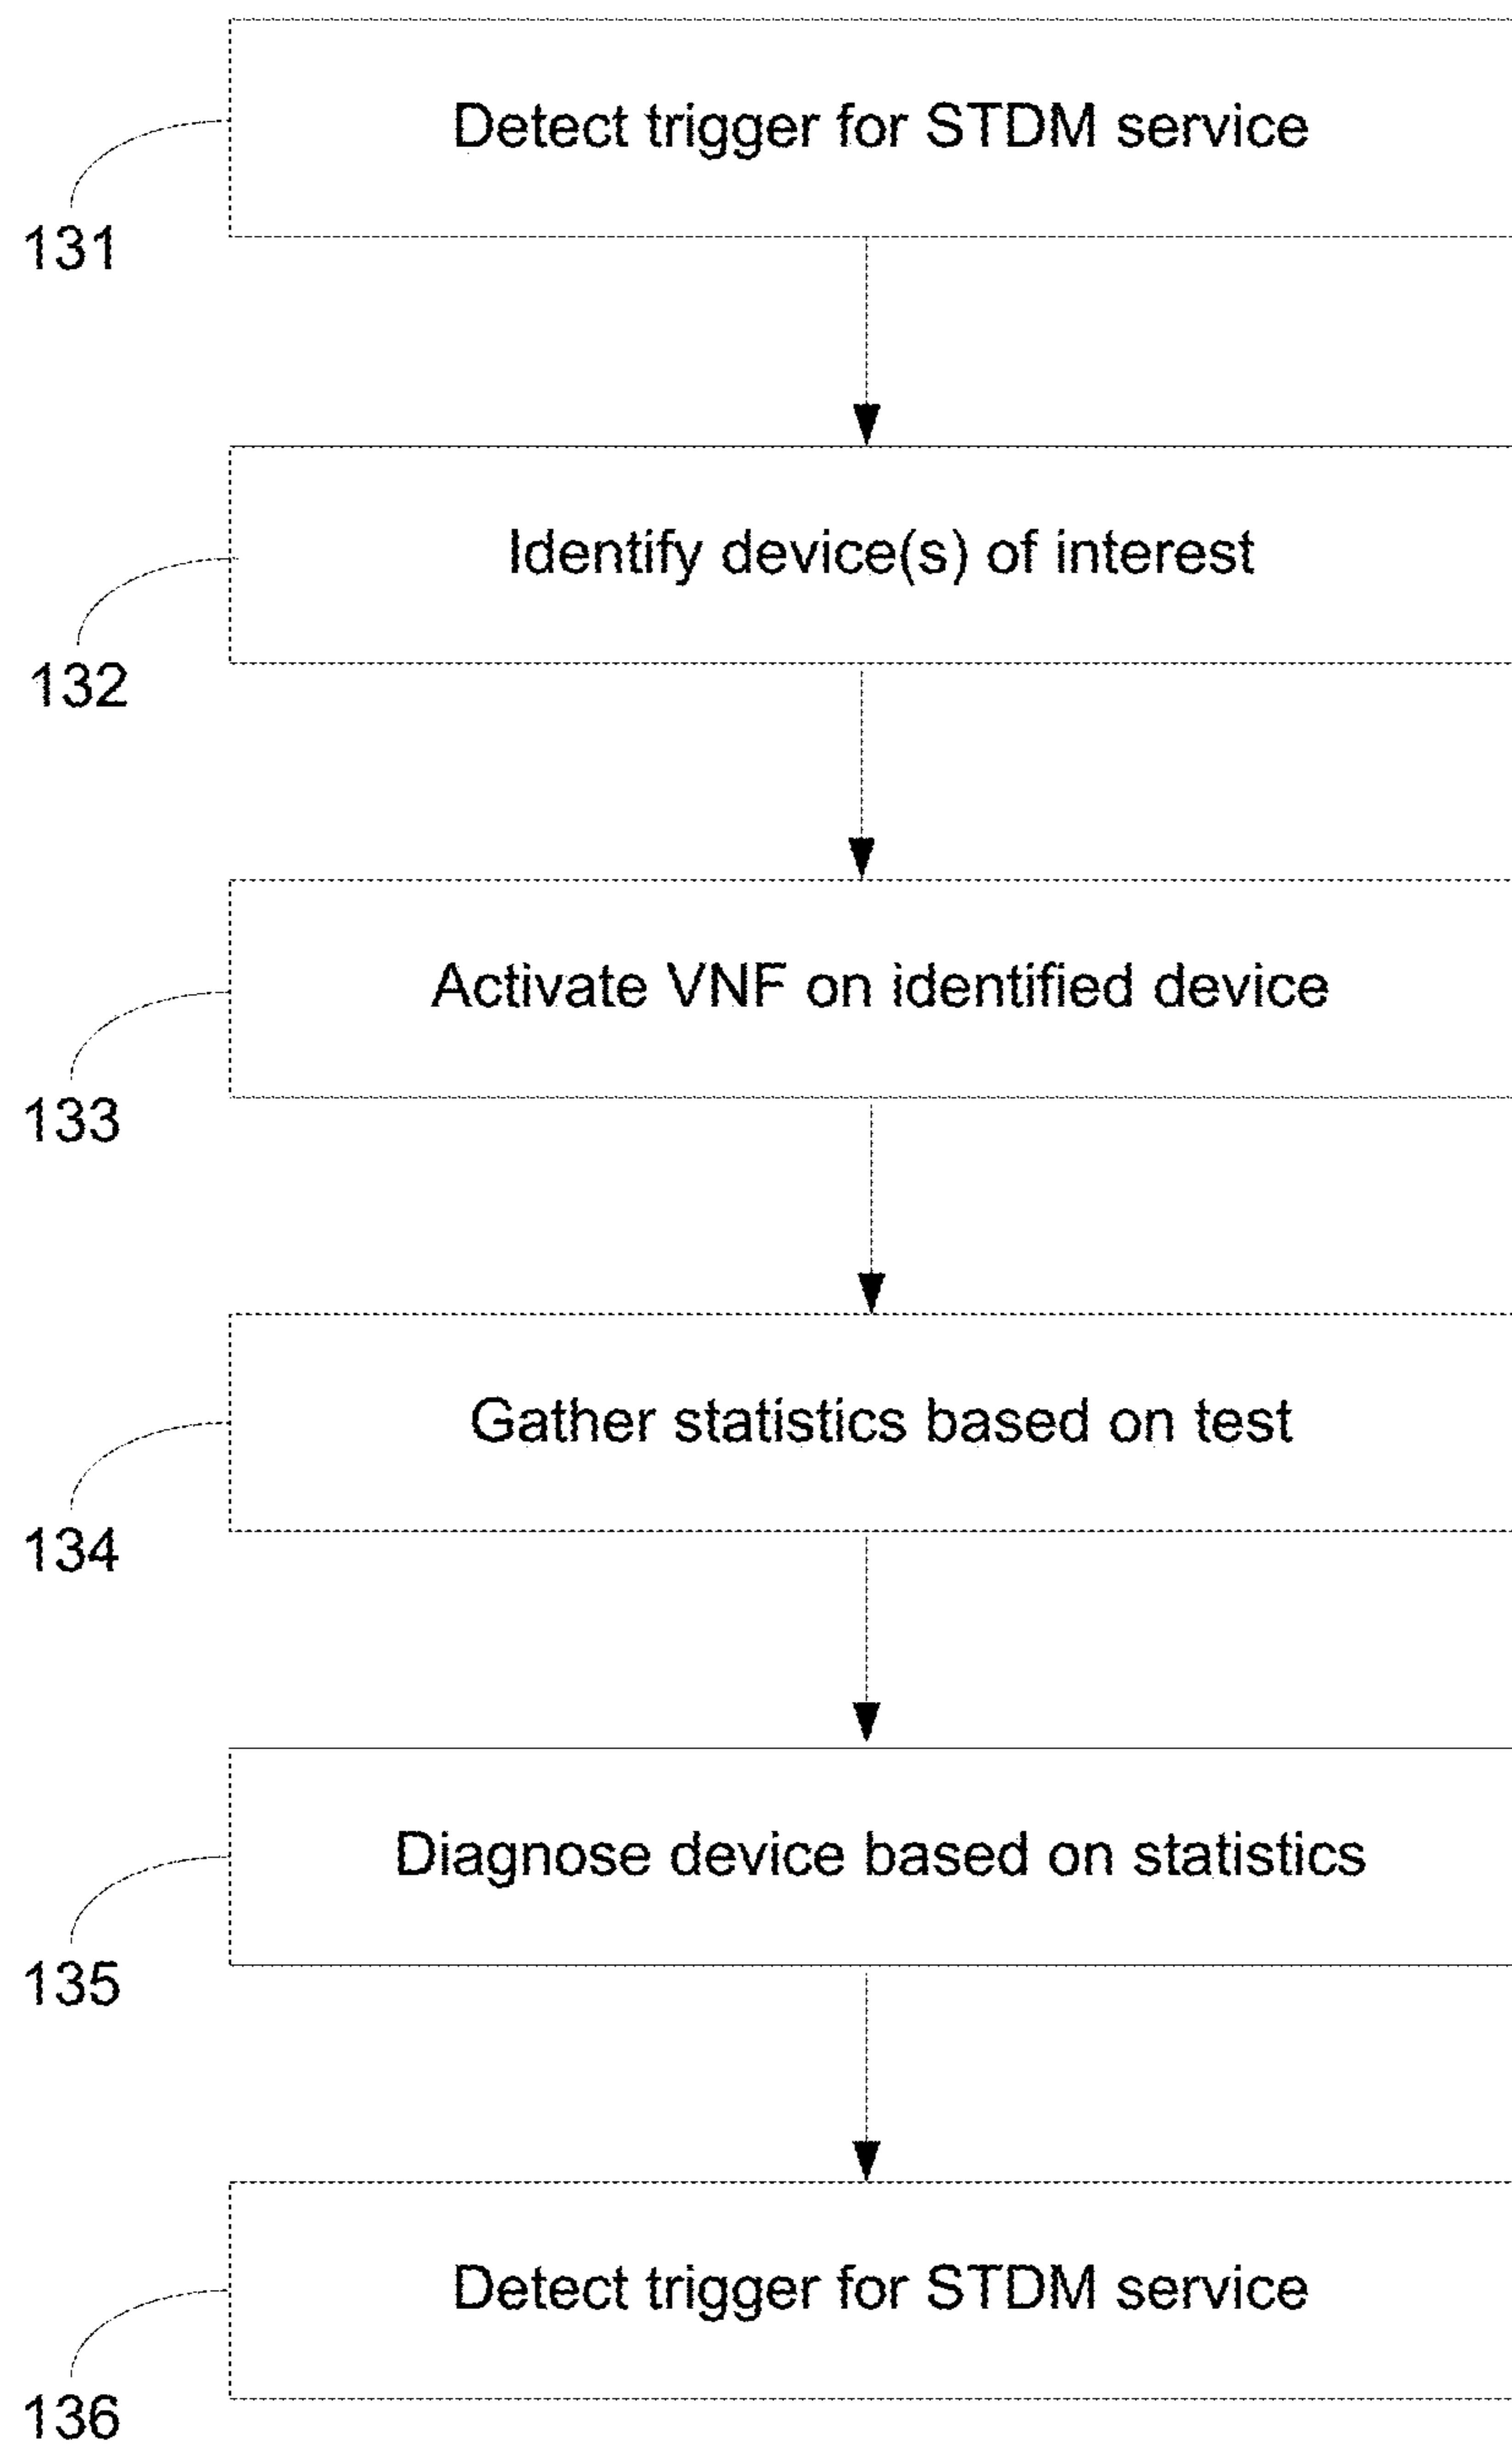 Detect trigger for STDM service
131
Identify device(s) of interest
132
Activate VNF on identified device
133
Gather statistics based on test
134
Diagnose device based on statistics
135
Detect trigger for STDM service
136